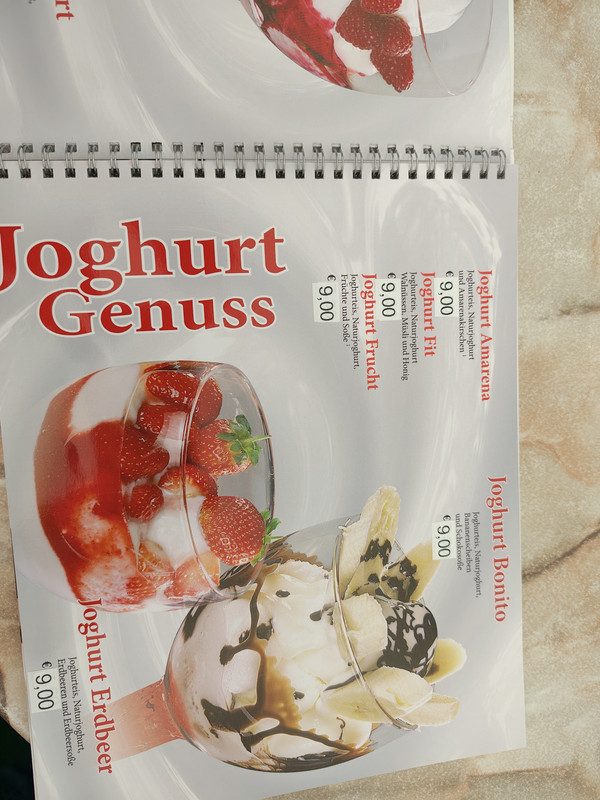 Joghurt
Genuss
Joghurt Amarena
Joghurteis, Naturjoghurt
und Amarenakirschen
€ 9,00
Joghurt Fit
Joghurteis, Naturjoghurt
Walnüssen, Müsli und Honig
€ 9,00
Joghurt Frucht
Joghurteis, Naturjoghurt,
Früchte und Soße
€ 9,00
Joghurt Bonito
Joghurteis, Naturjoghurt,
Bananenscheiben
und Schokosoße
€ 9,00
Joghurt Erdbeer
Joghurteis, Naturjoghurt,
Erdbeeren und Erdbeersoße
€ 9,00